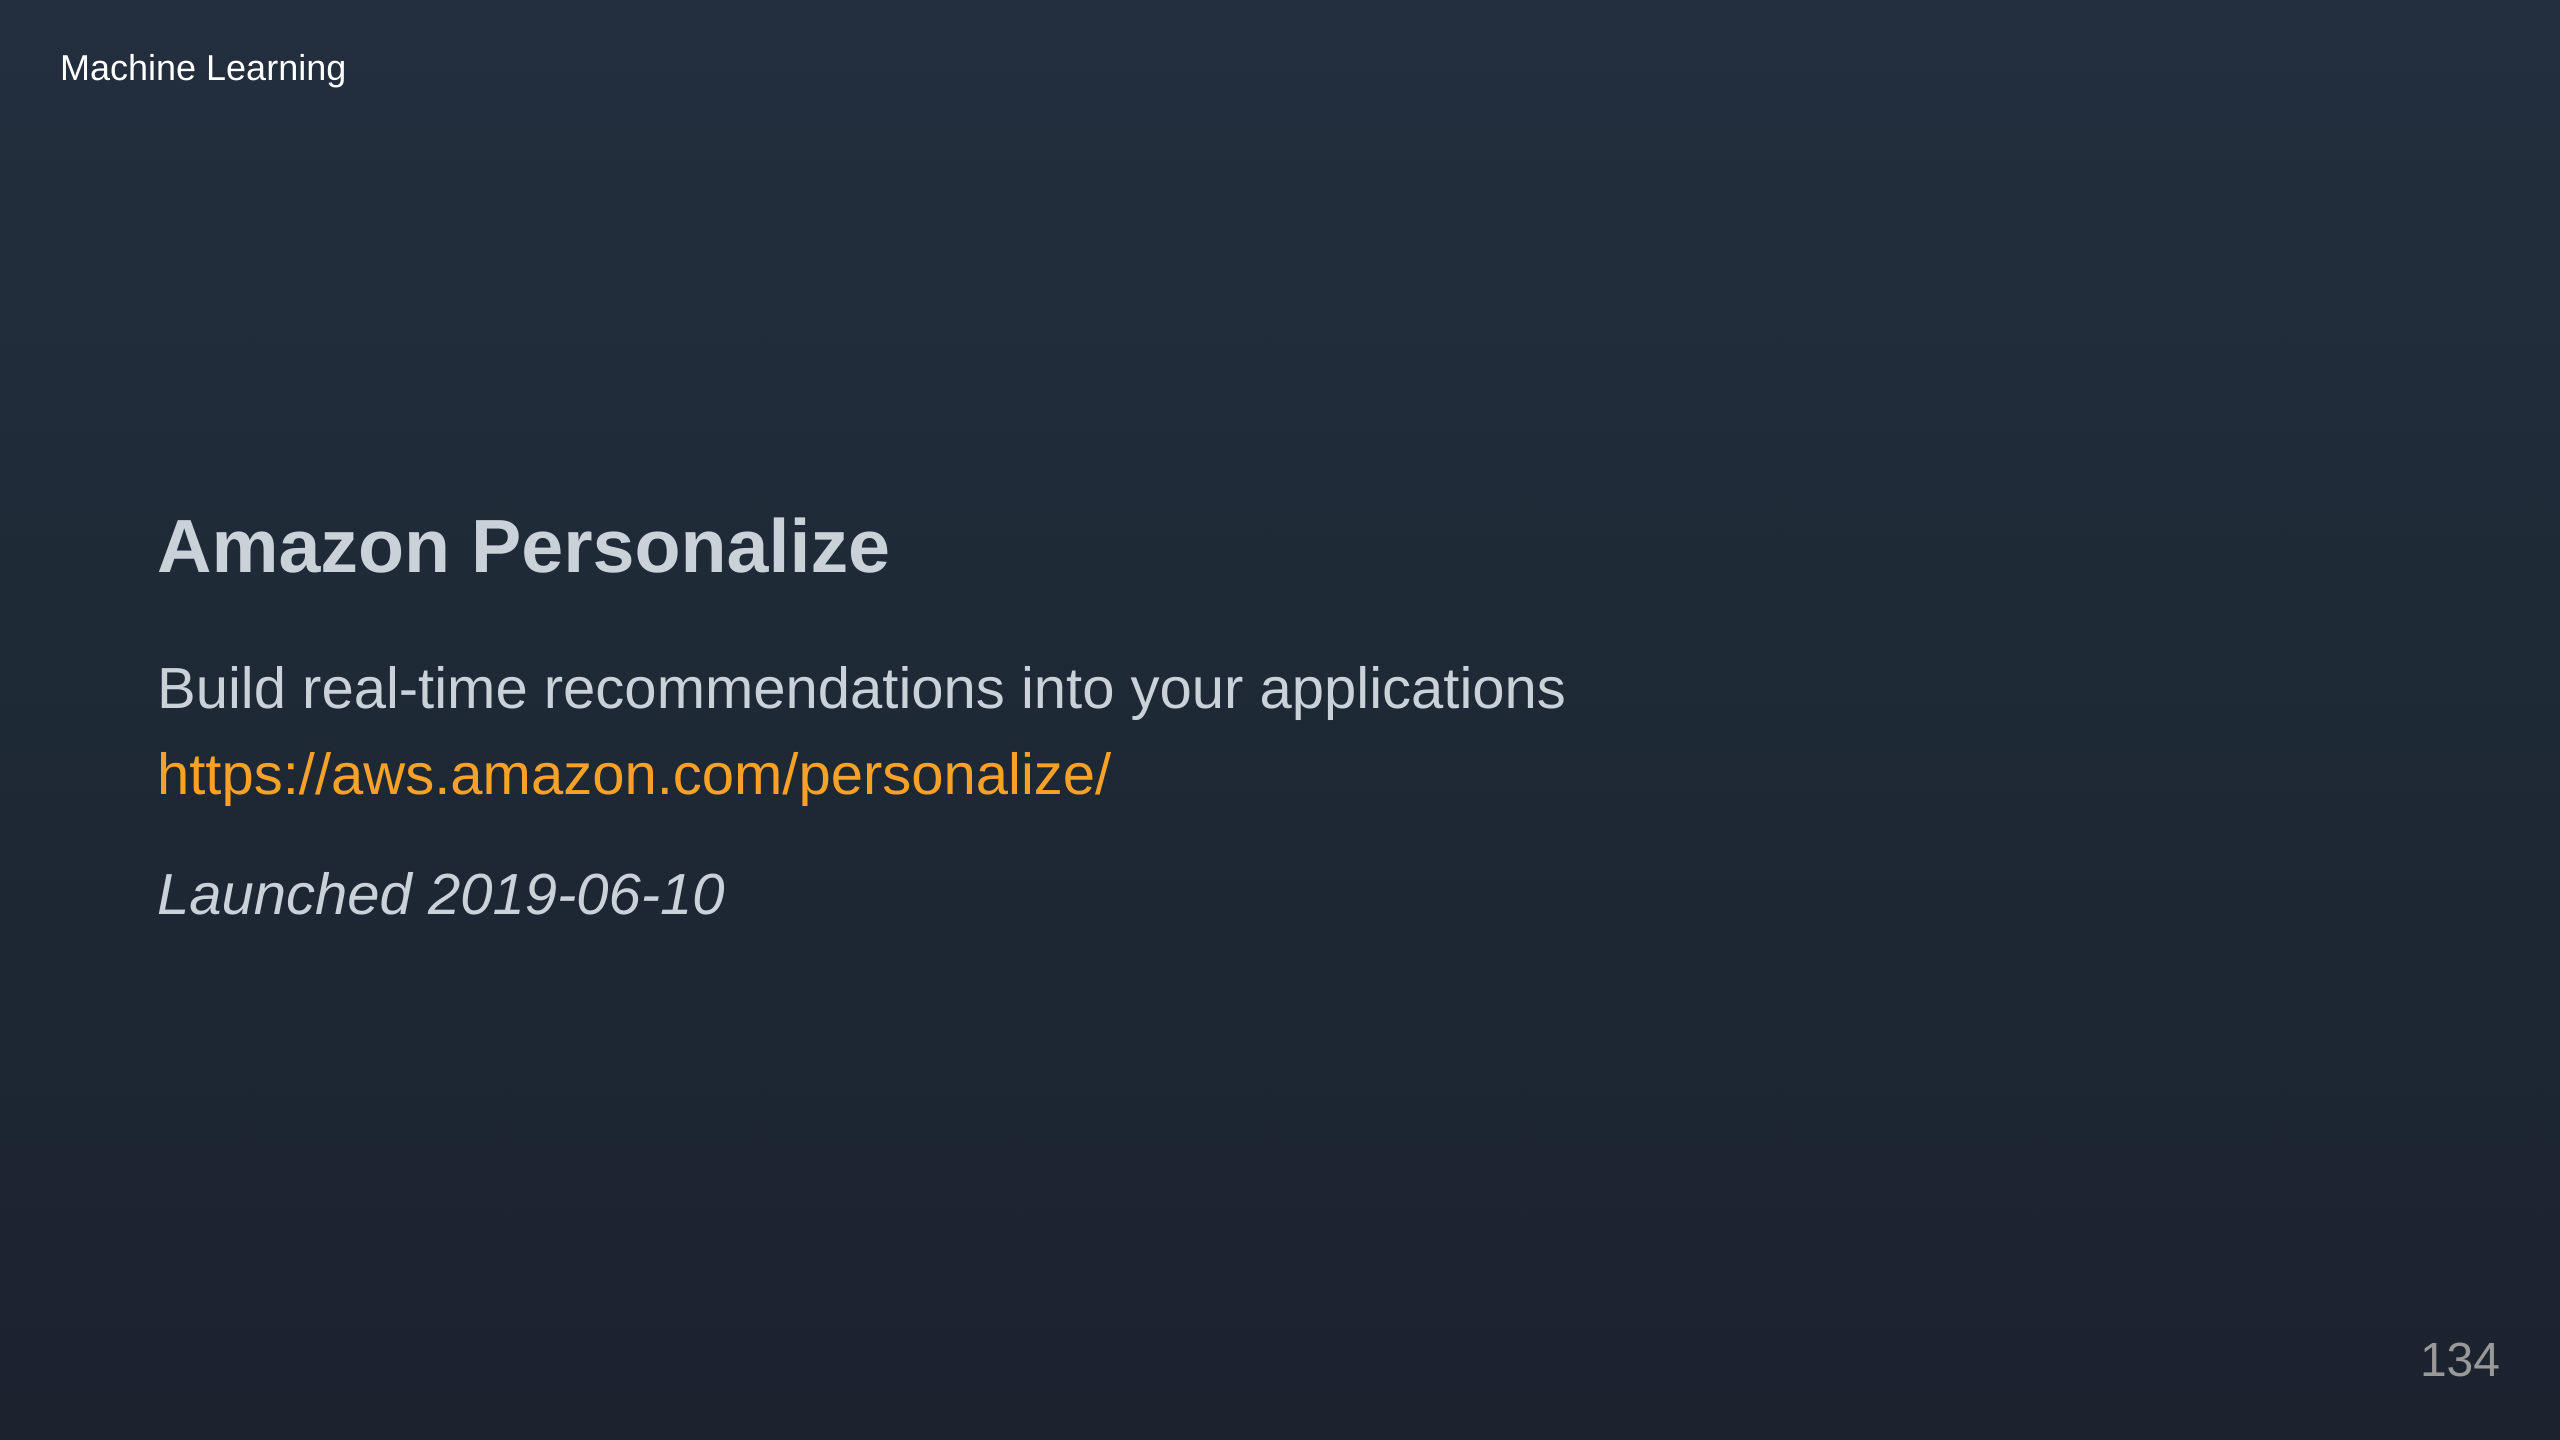 Machine Learning
Amazon Personalize
Build real-time recommendations into your applications
https://aws.amazon.com/personalize/
Launched 2019-06-10
134